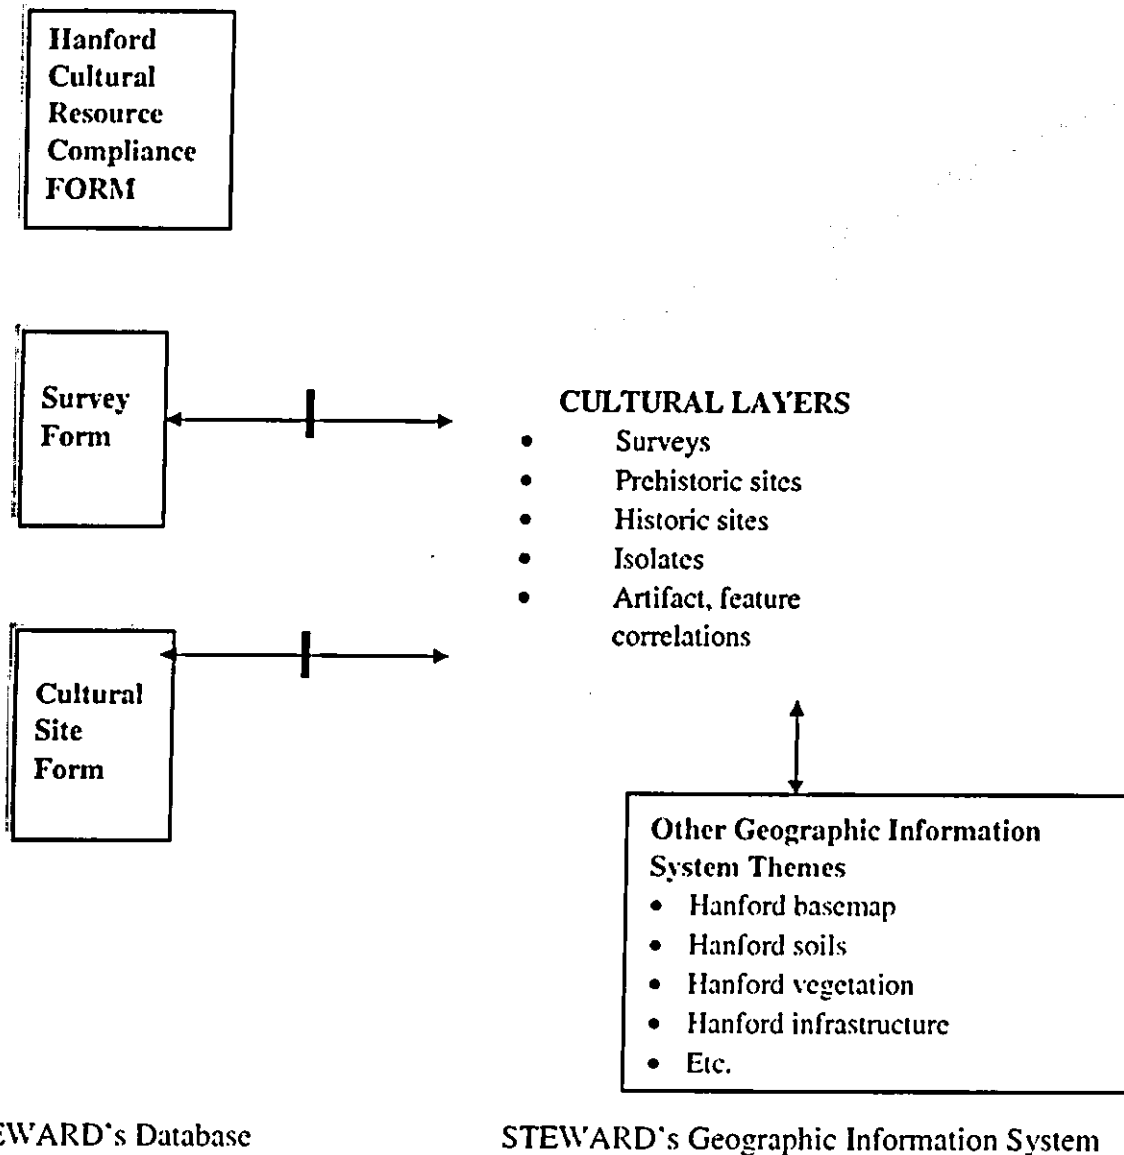 Hanford
Cultural
Resource
Compliance
FORM
Survey
Form
CULTURAL LAYERS
• Surveys
• Prehistoric sites
• Historic sites
• Isolates
• Artifact, feature
correlations
Cultural
Site
Form
Other Geographic Information
System Themes
• Hanford basemap
• Hanford soils
• Hanford vegetation
• Hanford infrastructure
• Etc.
EWARD's Database
STEWARD's Geographic Information System